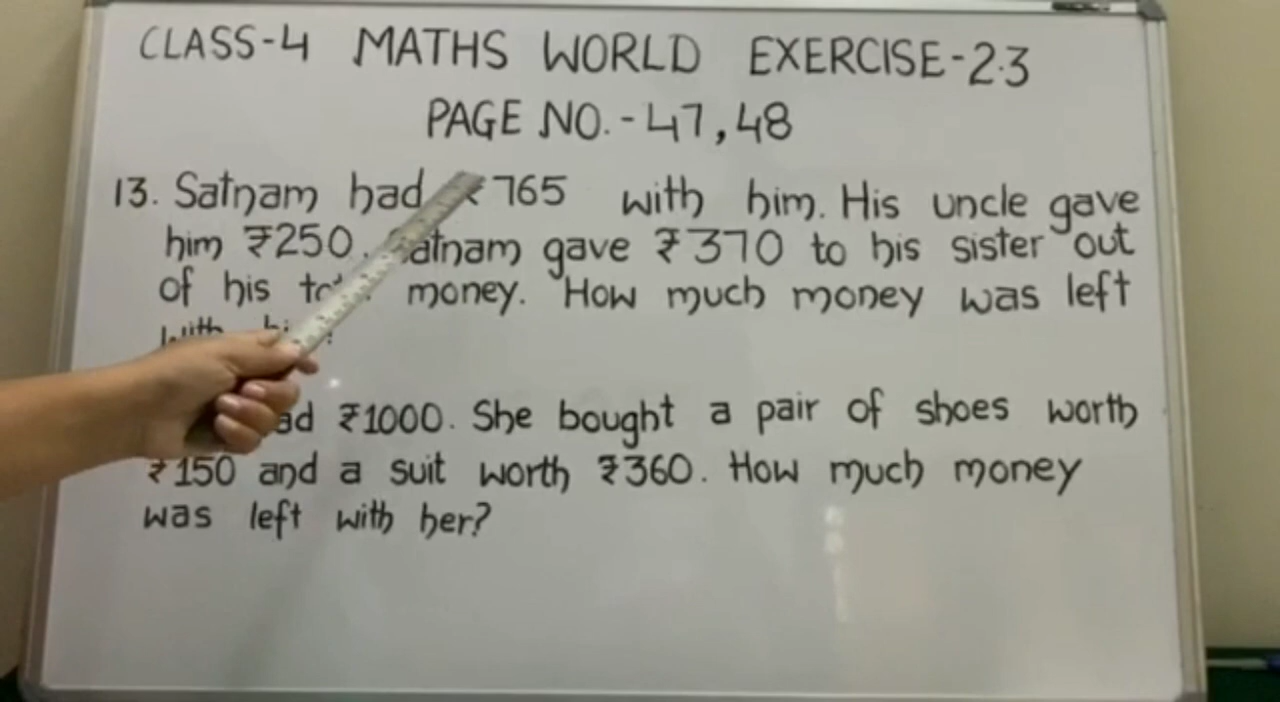 CLASS-4 MATHS WORLD EXERCISE-2.3
PAGE NO.-47,48
13. Satnam had ₹765 with him. His uncle gave
him ₹250. Satnam gave ₹370 to his sister out
of his money. How much money was left
with
₹1000. She bought a pair of shoes worth
₹150 and a suit worth ₹360. How much money
was left with her?